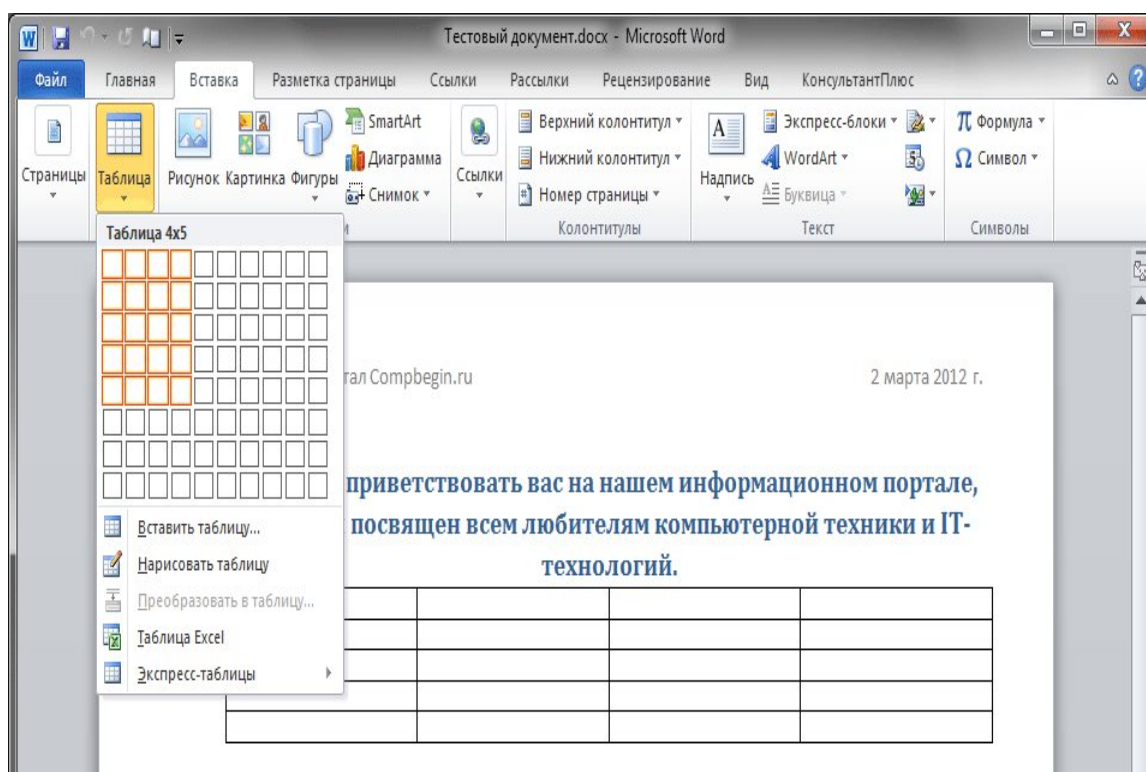 Тестовый документ.docx - Microsoft Word
Файл Главная Вставка Разметка страницы Ссылки Рассылки Рецензирование Вид КонсультантПлюс
Страницы
Таблица
Рисунок Картинка Фигуры
SmartArt
Диаграмма
Снимок
Ссылки
Верхний колонтитул
Нижний колонтитул
Номер страницы
Колонтитулы
Надпись
Экспресс-блоки
WordArt
Буквица
Текст
Формула
Символ
Символы
Таблица 4x5
Вставить таблицу...
Нарисовать таблицу
Преобразовать в таблицу...
Таблица Excel
Экспресс-таблицы
Compbegin.ru 2 марта 2012 г.
приветствовать вас на нашем информационном портале,
посвящен всем любителям компьютерной техники и IT-
технологий.